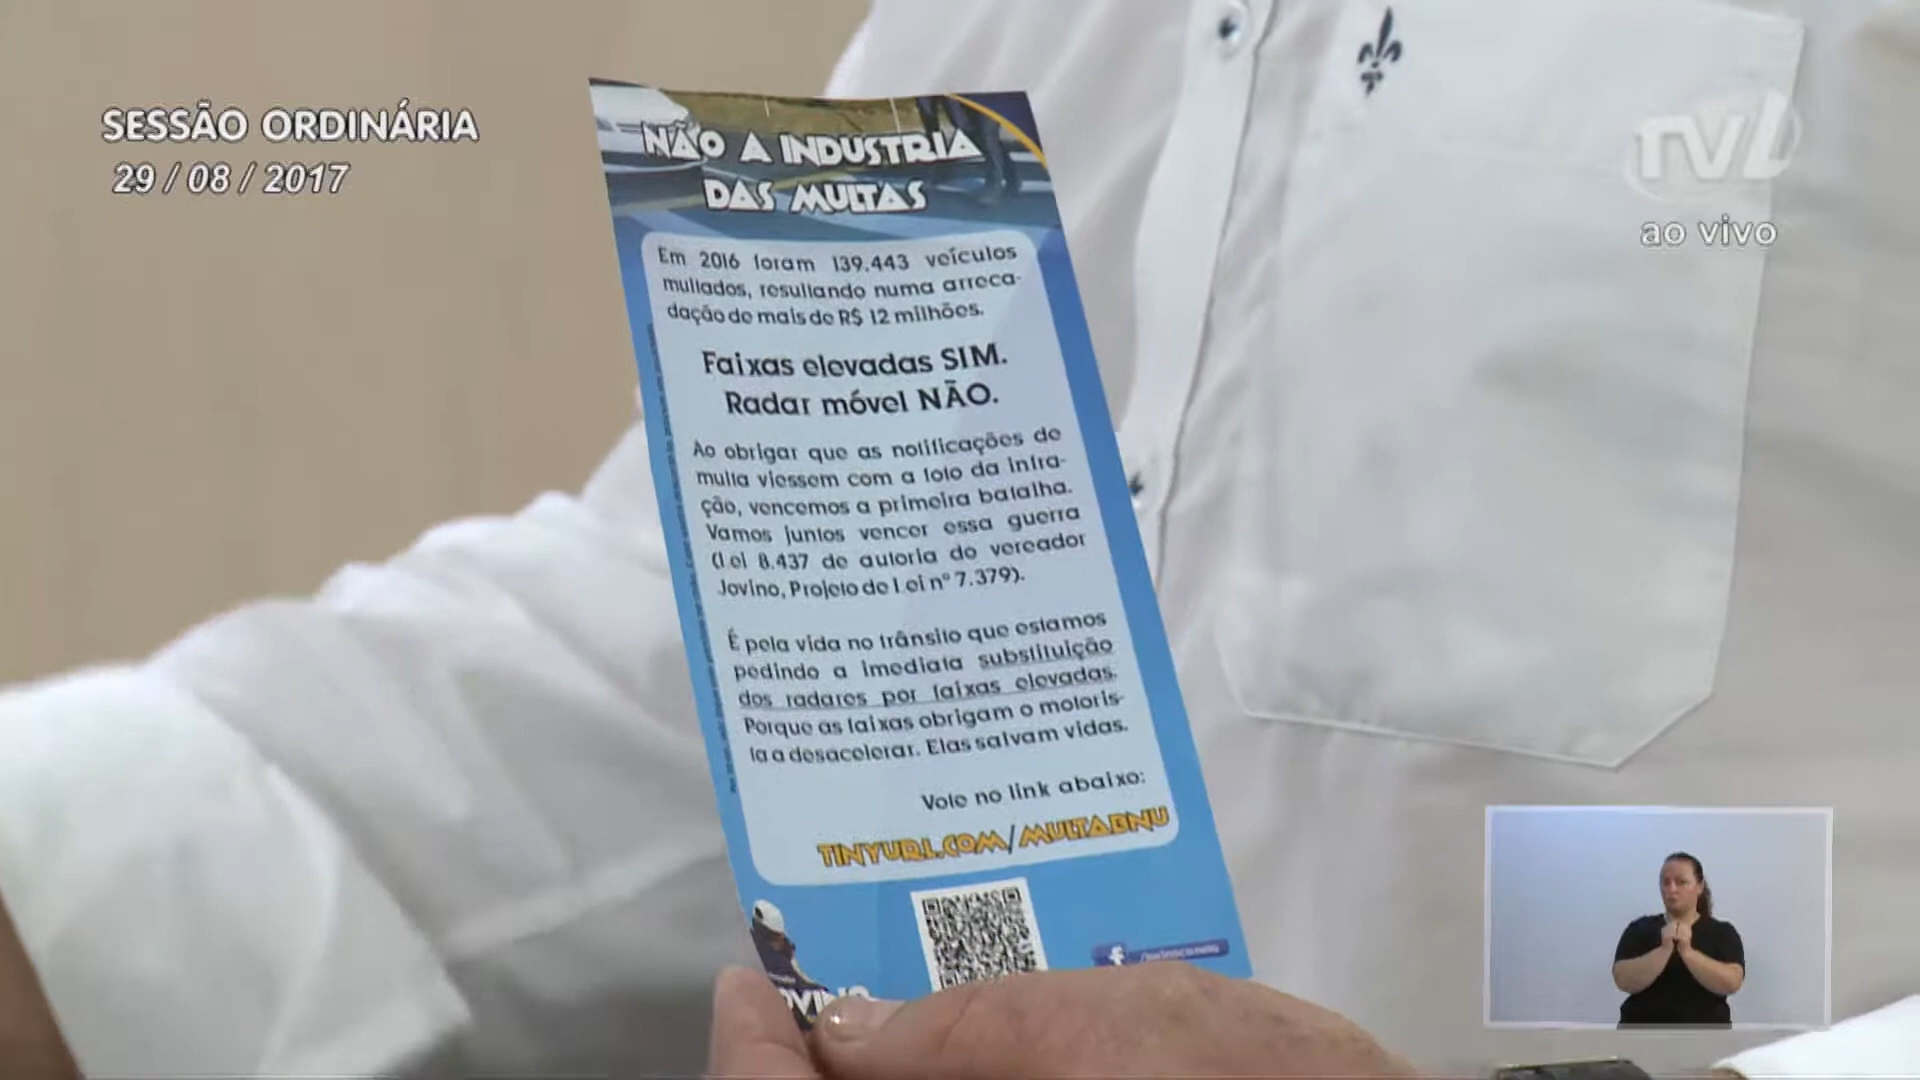 SESSÃO ORDINÁRIA
29 / 08 / 2017
TVL
ao vivo
NÃO A INDUSTRIA
DAS MULTAS
Em 2016 foram 139.443 veículos
multados, resultando numa arreca-
dação de mais de R$ 12 milhões.
Faixas elevadas SIM.
Radar móvel NÃO.
Ao obrigar que as notificações de
multa viessem com a foto da infra-
ção, vencemos a primeira batalha.
Vamos juntos vencer essa guerra
(Lei 8.437 de autoria do vereador
Jovino, Projeto de Lei nº 7.379).
É pela vida no trânsito que estamos
pedindo a imediata substituição
dos radares por faixas elevadas.
Porque as faixas obrigam o motoris-
ta a desacelerar. Elas salvam vidas.
Vote no link abaixo:
TINYURL.COM/MULTABNU